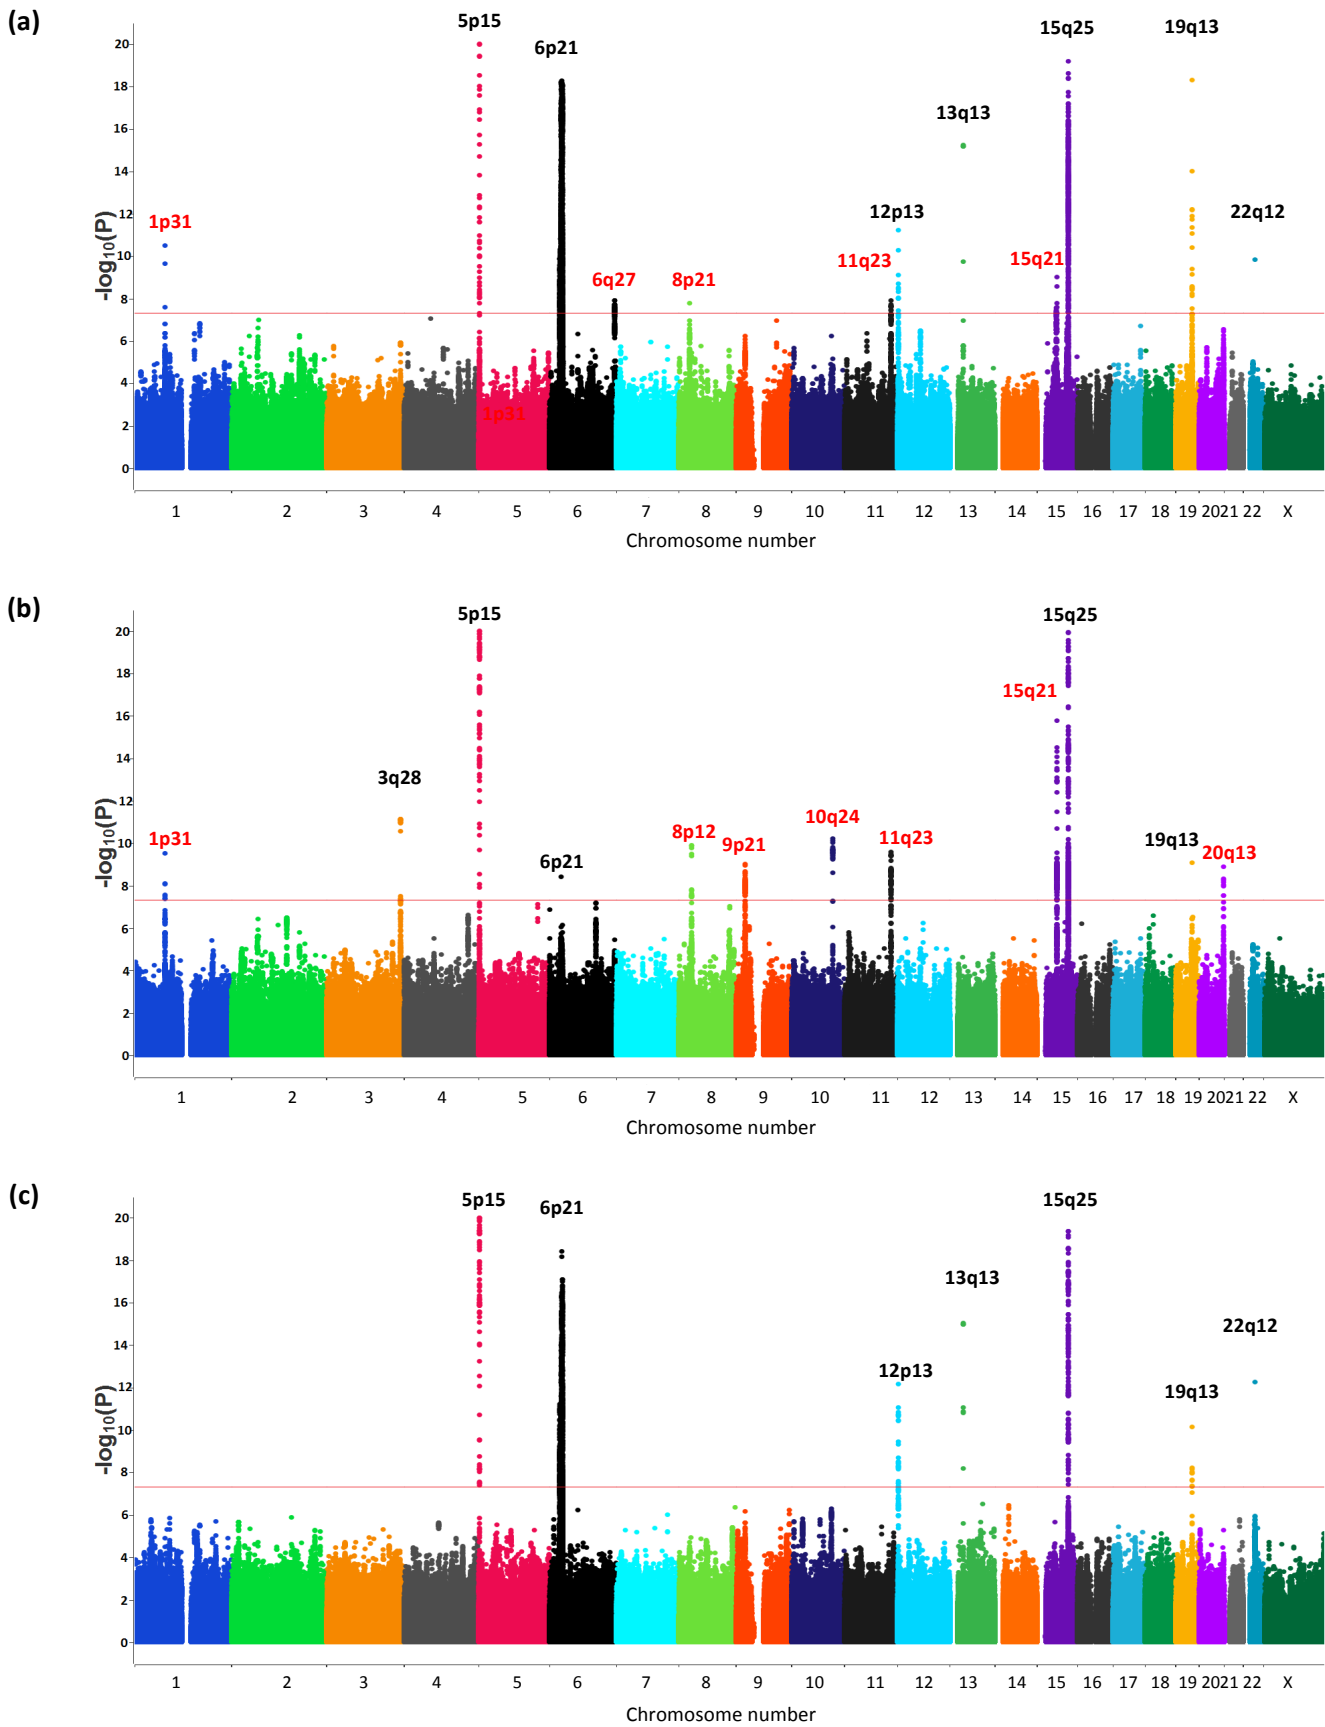 (a)
5p15
15q25
19q13
6p21
13q13
12p13
22q12
1p31
11q23
15q21
6q27
8p21
1p31
-log10(P)
20
18
16
14
12
10
8
6
4
2
0
1 2 3 4 5 6 7 8 9 10 11 12 13 14 15 16 17 18 19 20 21 22 X
Chromosome number
(b)
5p15
15q25
15q21
3q28
10q24
1p31
8p12
9p21
11q23
19q13
6p21
20q13
-log10(P)
20
18
16
14
12
10
8
6
4
2
0
1 2 3 4 5 6 7 8 9 10 11 12 13 14 15 16 17 18 19 20 21 22 X
Chromosome number
(c)
5p15
6p21
15q25
13q13
22q12
12p13
19q13
-log10(P)
20
18
16
14
12
10
8
6
4
2
0
1 2 3 4 5 6 7 8 9 10 11 12 13 14 15 16 17 18 19 20 21 22 X
Chromosome number